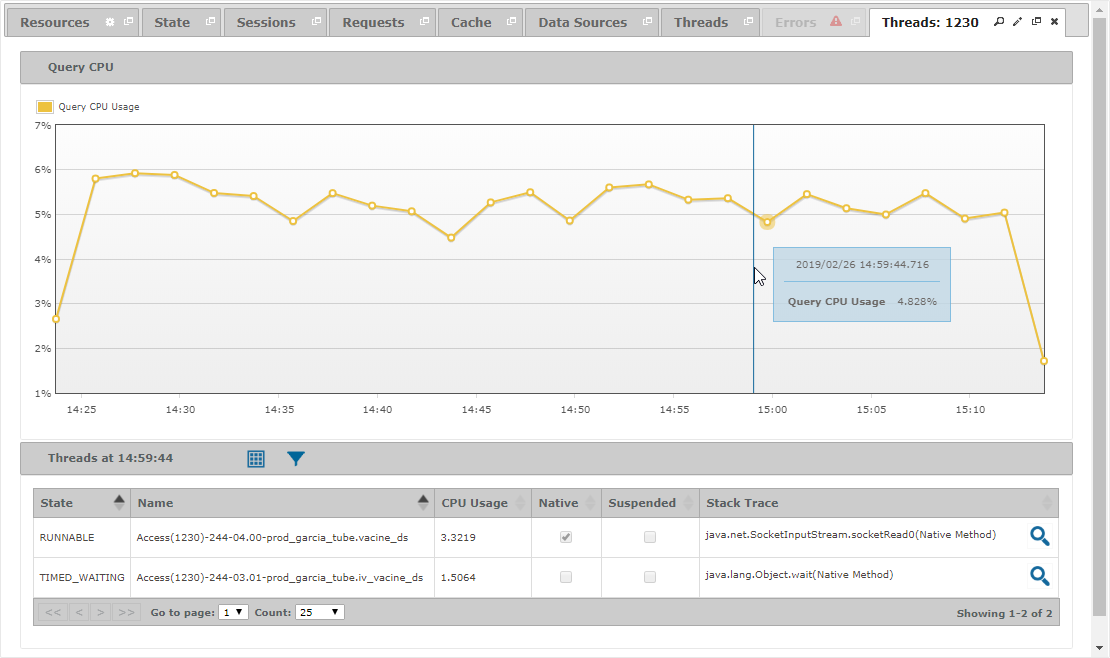 Resources State Sessions Requests Cache Data Sources Threads Errors Threads: 1230
Query CPU
Query CPU Usage
7%
6%
5%
4%
3%
2%
1%
2019/02/26 14:59:44.716
Query CPU Usage 4.828%
14:25 14:30 14:35 14:40 14:45 14:50 14:55 15:00 15:05 15:10
Threads at 14:59:44
State Name CPU Usage Native Suspended Stack Trace
RUNNABLE Access(1230)-244-04.00-prod_garcia_tube.vacine_ds 3.3219 java.net.SocketInputStream.socketRead0(Native Method)
TIMED_WAITING Access(1230)-244-03.01-prod_garcia_tube.iv_vacine_ds 1.5064 java.lang.Object.wait(Native Method)
<< < > >> Go to page: 1 Count: 25 Showing 1-2 of 2